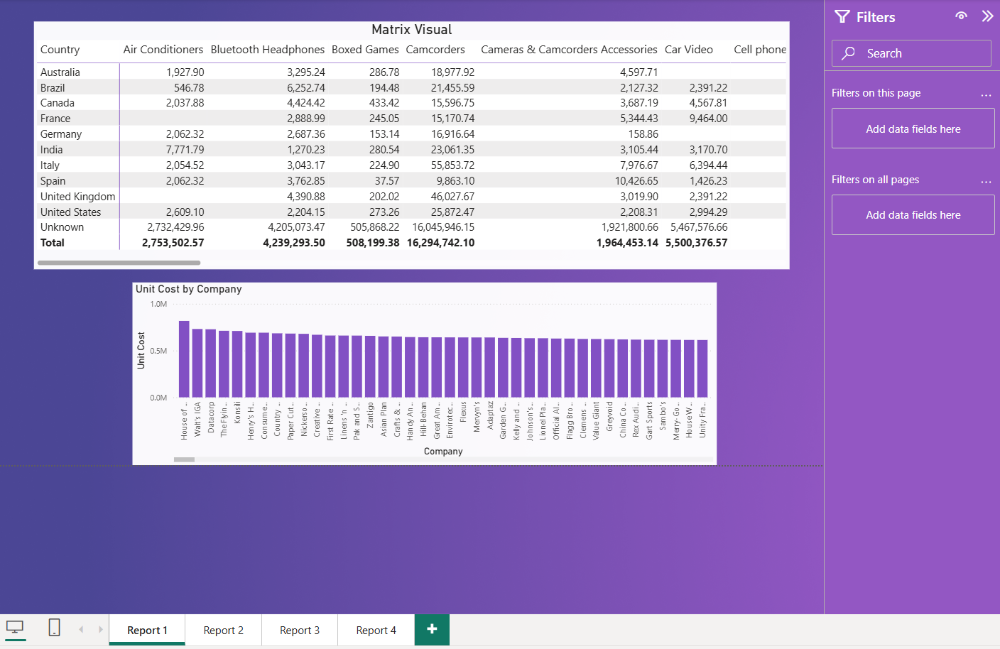 Matrix Visual
Country Air Conditioners Bluetooth Headphones Boxed Games Camcorders Cameras & Camcorders Accessories Car Video Cell phone
Australia 1,927.90 3,295.24 286.78 18,977.92 4,597.71
Brazil 546.78 6,252.74 194.48 21,455.59 2,127.32 2,391.22
Canada 2,037.88 4,424.42 433.42 15,596.75 3,687.19 4,567.81
France 2,888.99 245.05 15,170.74 5,344.43 9,464.00
Germany 2,062.32 2,687.36 153.14 16,916.64 158.86
India 7,771.79 1,270.23 280.54 23,061.35 3,105.44 3,170.70
Italy 2,054.52 3,043.17 224.90 55,853.72 7,976.67 6,394.44
Spain 2,062.32 3,762.85 37.57 9,863.10 10,426.65 1,426.23
United Kingdom 4,390.88 202.02 46,027.67 3,019.90 2,391.22
United States 2,609.10 2,204.15 273.26 25,872.47 2,208.31 2,994.29
Unknown 2,732,429.96 4,205,073.47 505,868.22 16,045,946.15 1,921,800.66 5,467,576.66
Total 2,753,502.57 4,239,293.50 508,199.38 16,294,742.10 1,964,453.14 5,500,376.57
Unit Cost by Company
1.0M
0.5M
0.0M
Unit Cost
House of ...
Walt's IGA
Datacorp
The Flyin...
Konsili
Henry's H...
Consume...
Country ...
Paper Cut...
Nickerso...
Creative ...
First Rate ...
Linens 'n ...
Pak and S...
Zantigo
Asian Plan
Crafts & ...
Handy An...
Hill-Behan
Great Am...
Envirotec...
Flexus
Mervyn's
Adaptaz
Garden G...
Kelly and ...
Johnson's...
Lionel Pla...
Official Al...
Flagg Bro...
Clemens ...
Value Giant
Greyvoid
China Co...
Rex Audi...
Gart Sports
Sambo's
Merry-Go...
House W...
Unity Fra...
Company
Filters
Search
Filters on this page ...
Add data fields here
Filters on all pages ...
Add data fields here
Report 1 Report 2 Report 3 Report 4 +